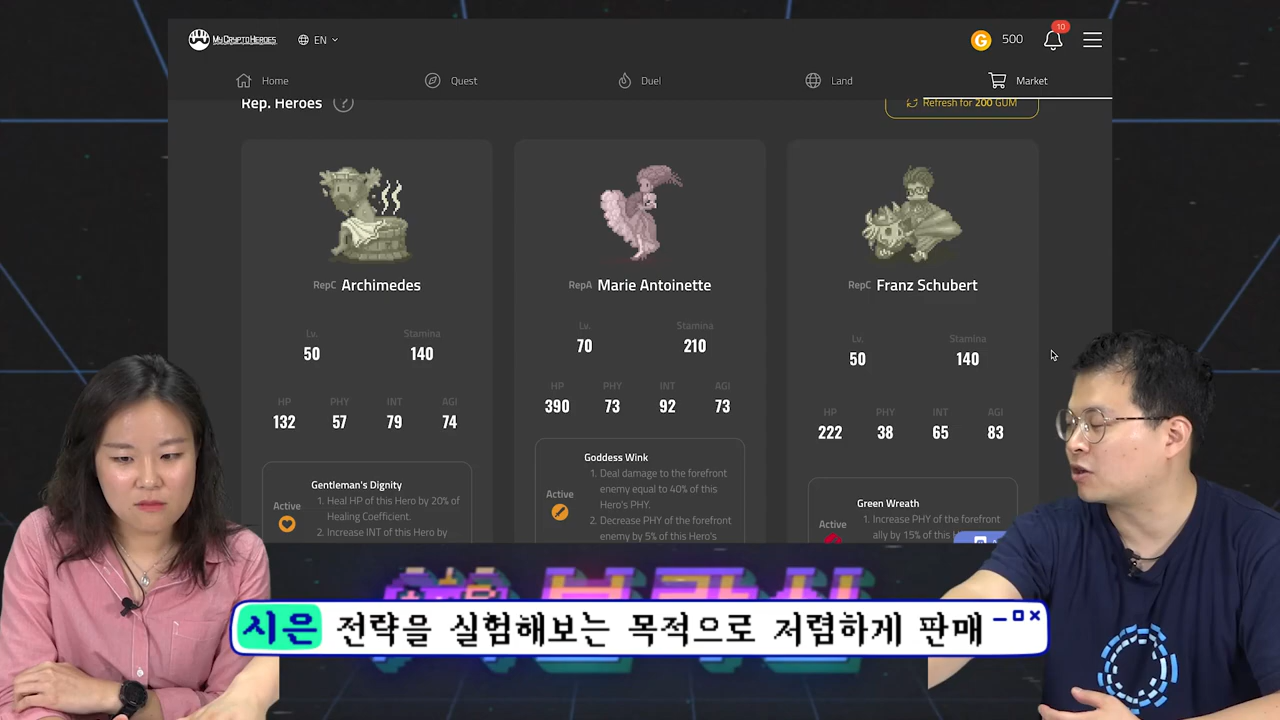 MyCryptoHeroes
EN
G
500
10
Home
Quest
Duel
Land
Market
Rep. Heroes
?
Refresh for 200 GUM
RepC Archimedes
Lv.
Stamina
50
140
HP
PHY
INT
AGI
132
57
79
74
Active
Gentleman's Dignity
1. Heal HP of this Hero by 20% of
Healing Coefficient.
2. Increase INT of this Hero by
RepA Marie Antoinette
Lv.
Stamina
70
210
HP
PHY
INT
AGI
390
73
92
73
Active
Goddess Wink
1. Deal damage to the forefront
enemy equal to 40% of this
Hero's PHY.
2. Decrease PHY of the forefront
enemy by 5% of this Hero's
RepC Franz Schubert
Lv.
Stamina
50
140
HP
PHY
INT
AGI
222
38
65
83
Active
Green Wreath
1. Increase PHY of the forefront
ally by 15% of this
시은 전략을 실험해보는 목적으로 저렴하게 판매